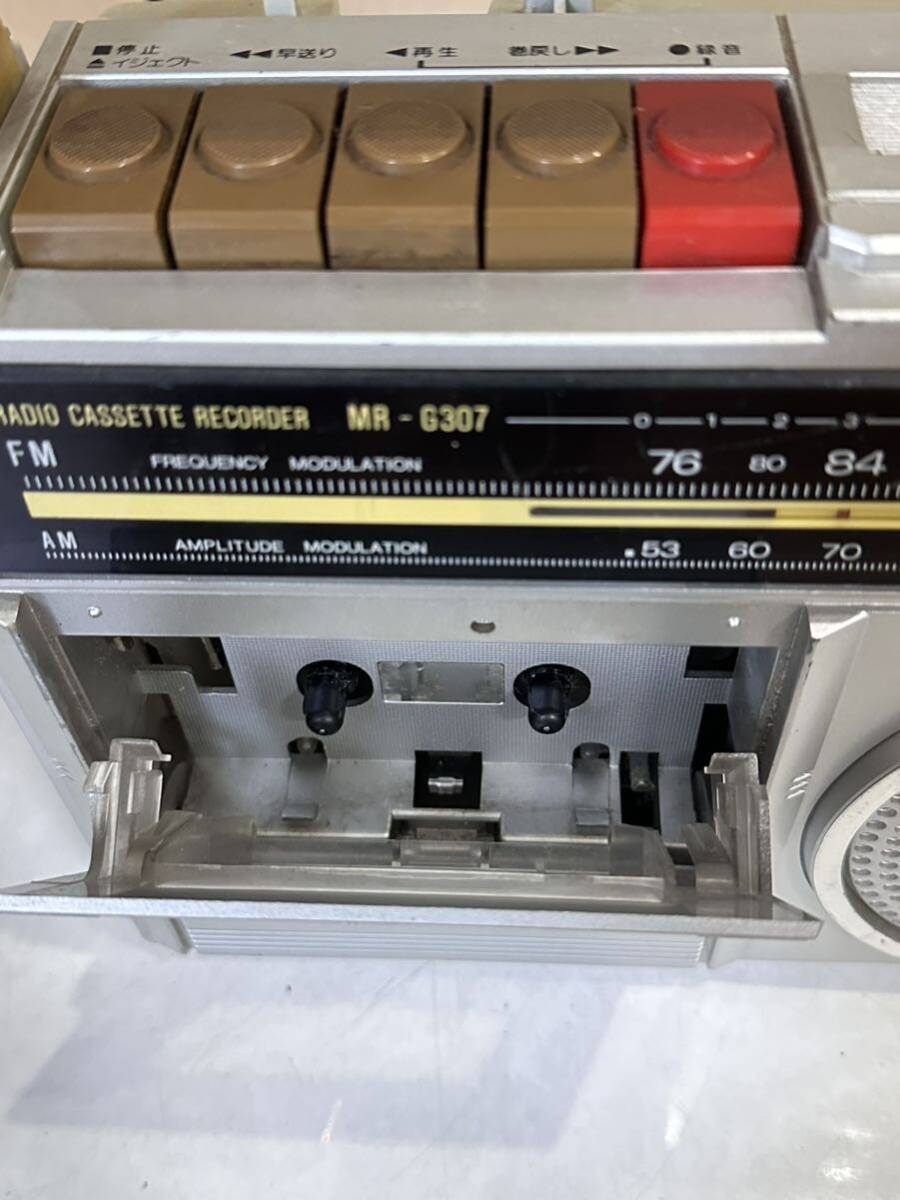 ■停止 ◀◀早送り ◀再生 巻戻し▶▶ ●録音
▲イジェクト
RADIO CASSETTE RECORDER MR-G307 0 1 2 3
FM FREQUENCY MODULATION 76 80 84
AM AMPLITUDE MODULATION .53 60 70